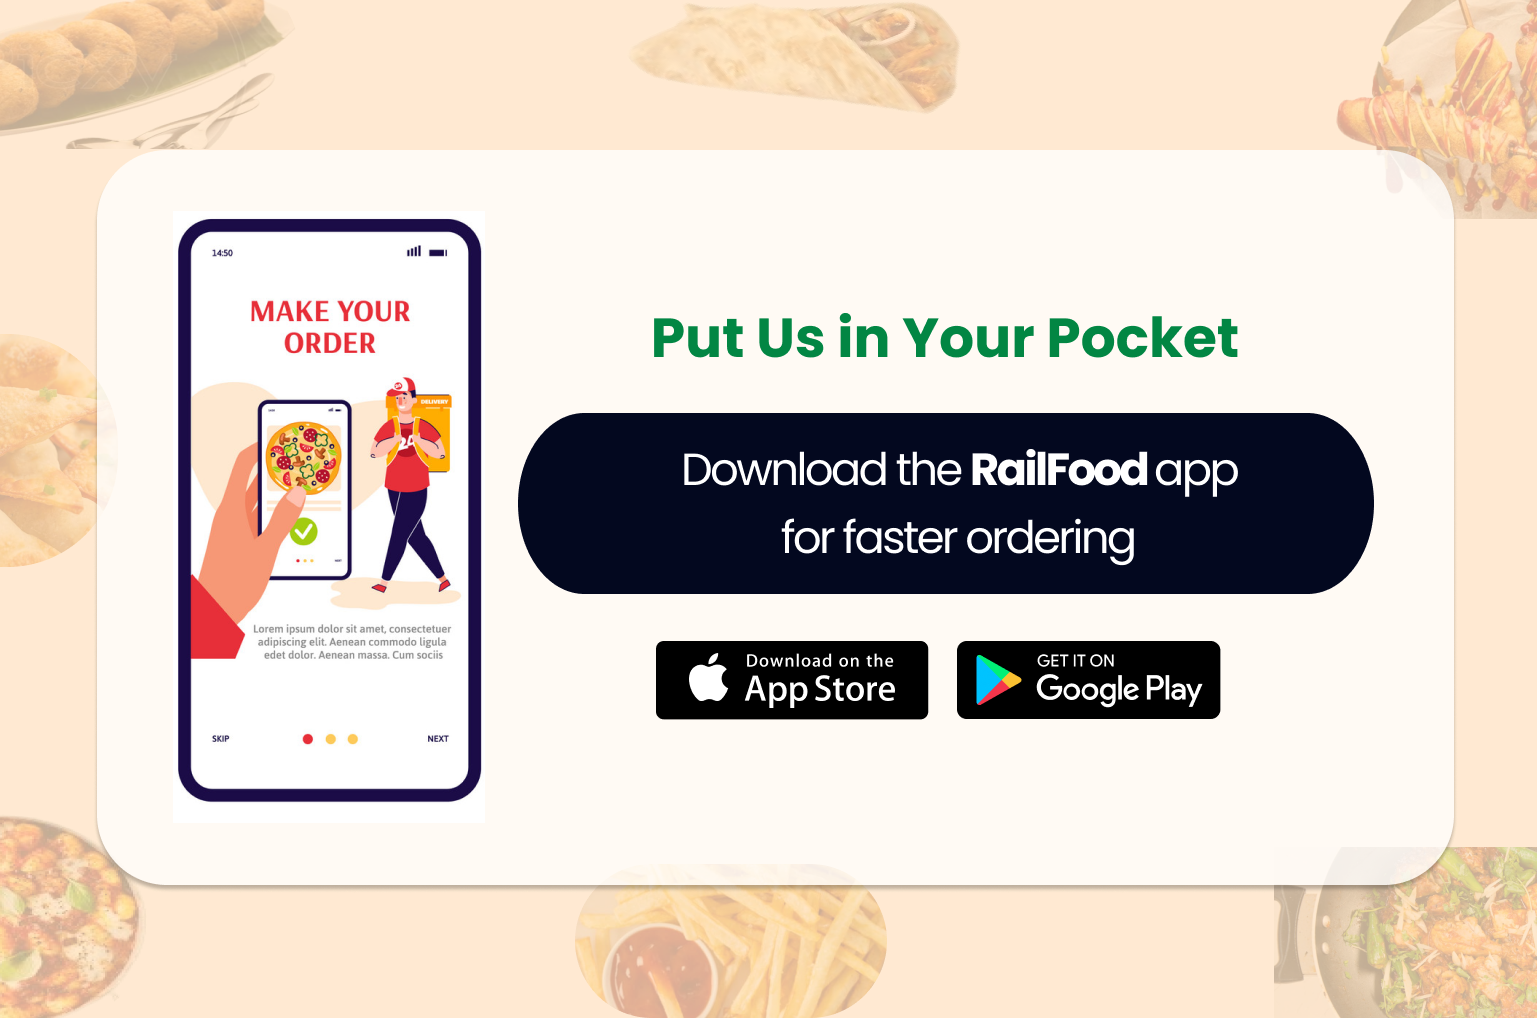 14:50
MAKE YOUR
ORDER
DELIVERY
24
Lorem ipsum dolor sit amet, consectetuer
adipiscing elit. Aenean commodo ligula
edet dolor. Aenean massa. Cum sociis
SKIP
NEXT
Put Us in Your Pocket
Download the RailFood app
for faster ordering
Download on the
App Store
GET IT ON
Google Play